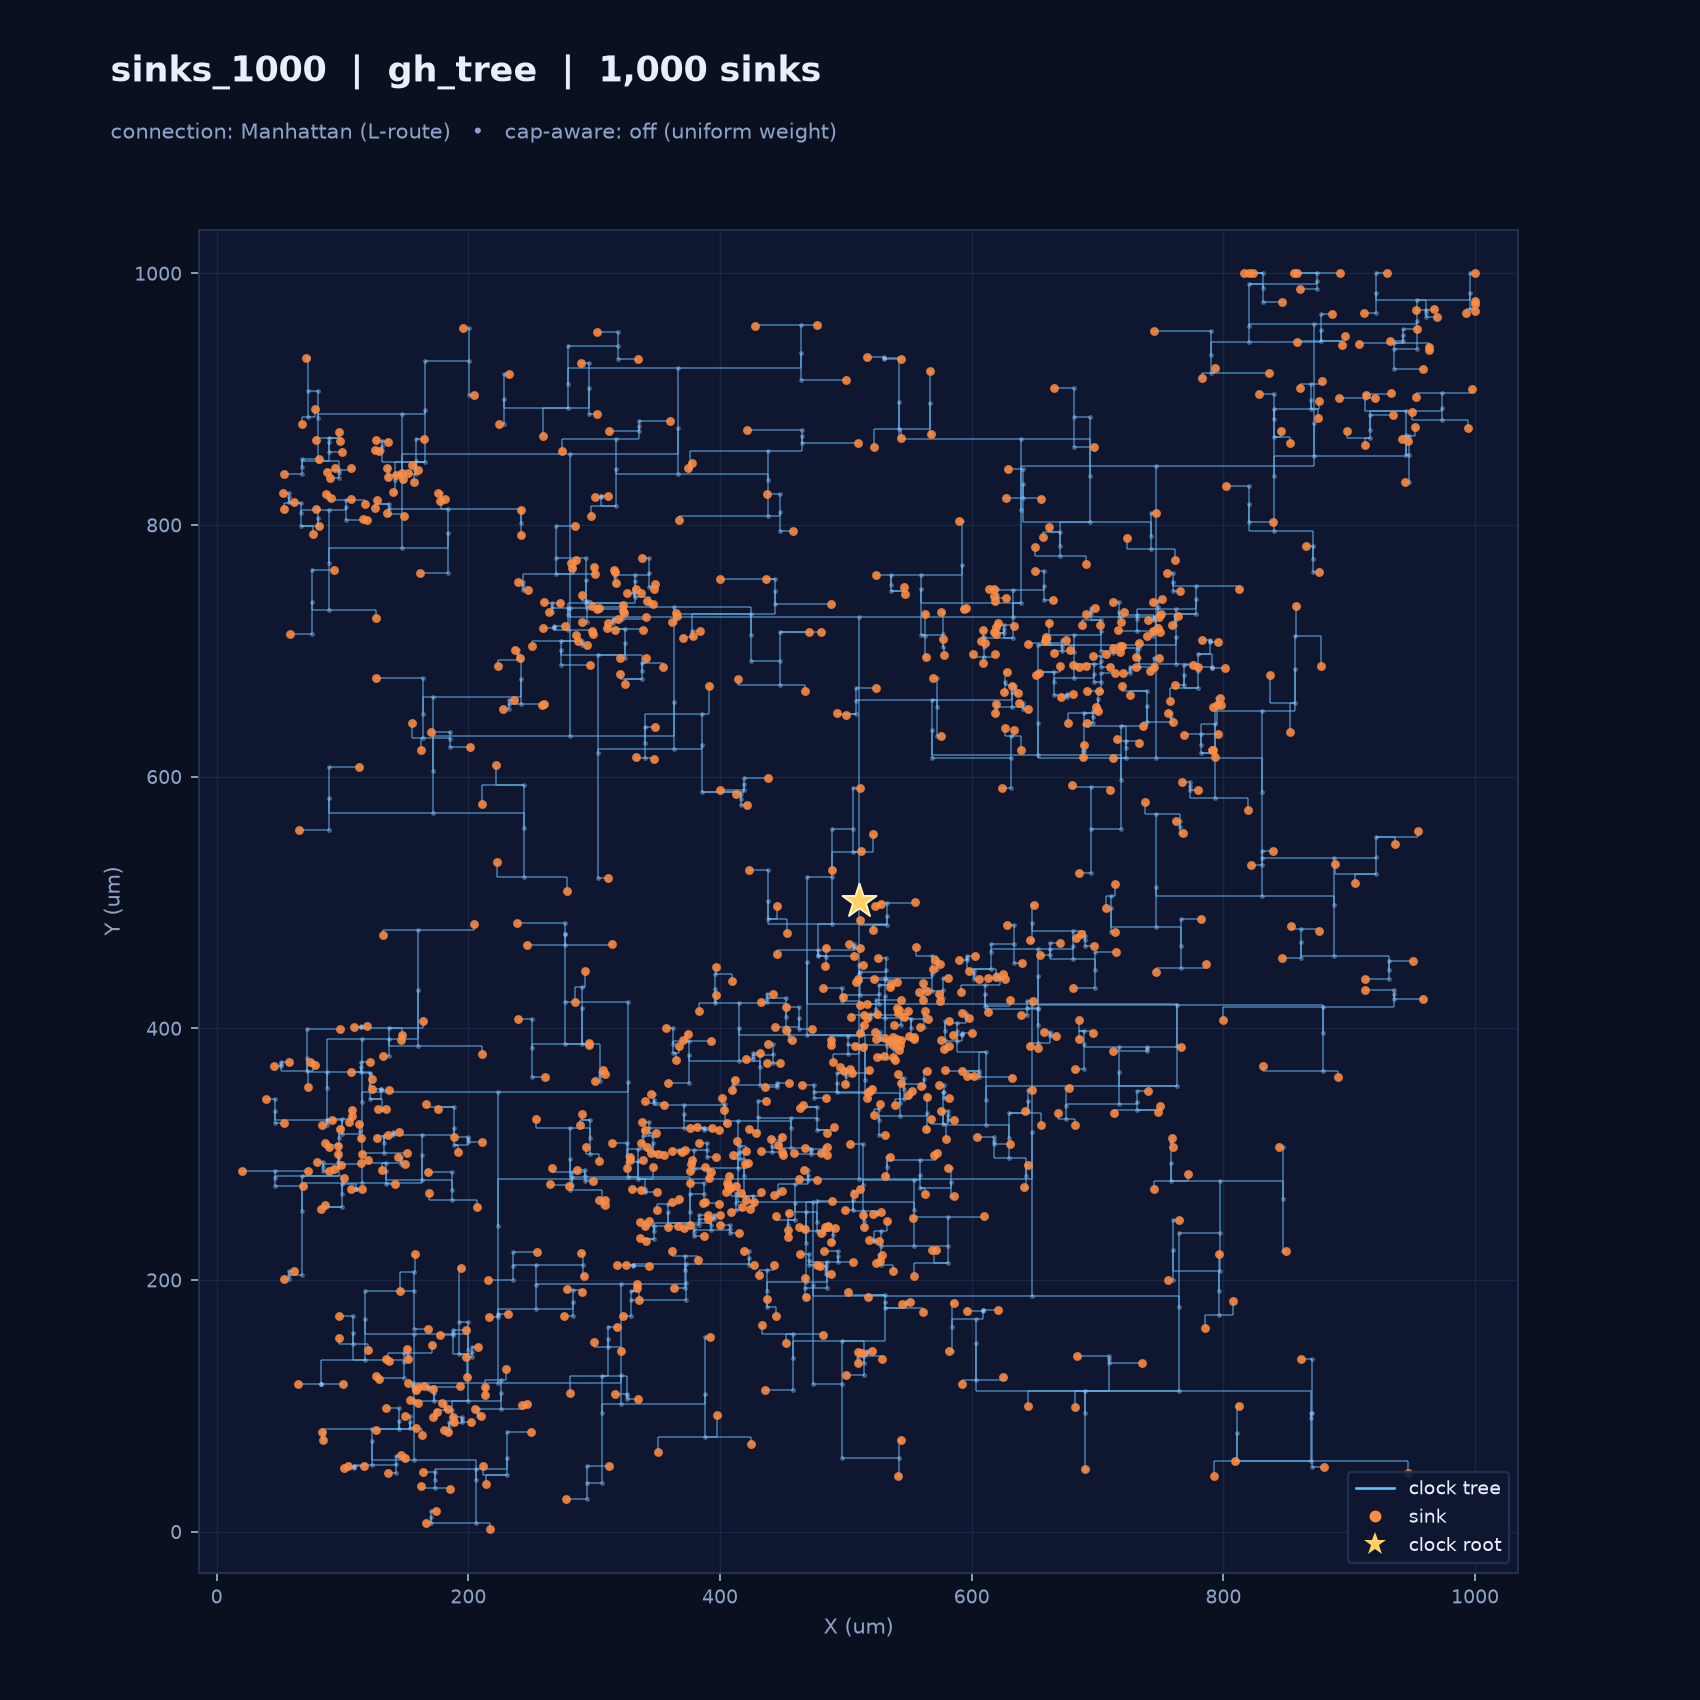 sinks_1000 | gh_tree | 1,000 sinks
connection: Manhattan (L-route) • cap-aware: off (uniform weight)
1000
800
600
400
200
0
Y (um)
0 200 400 600 800 1000
X (um)
clock tree
sink
clock root